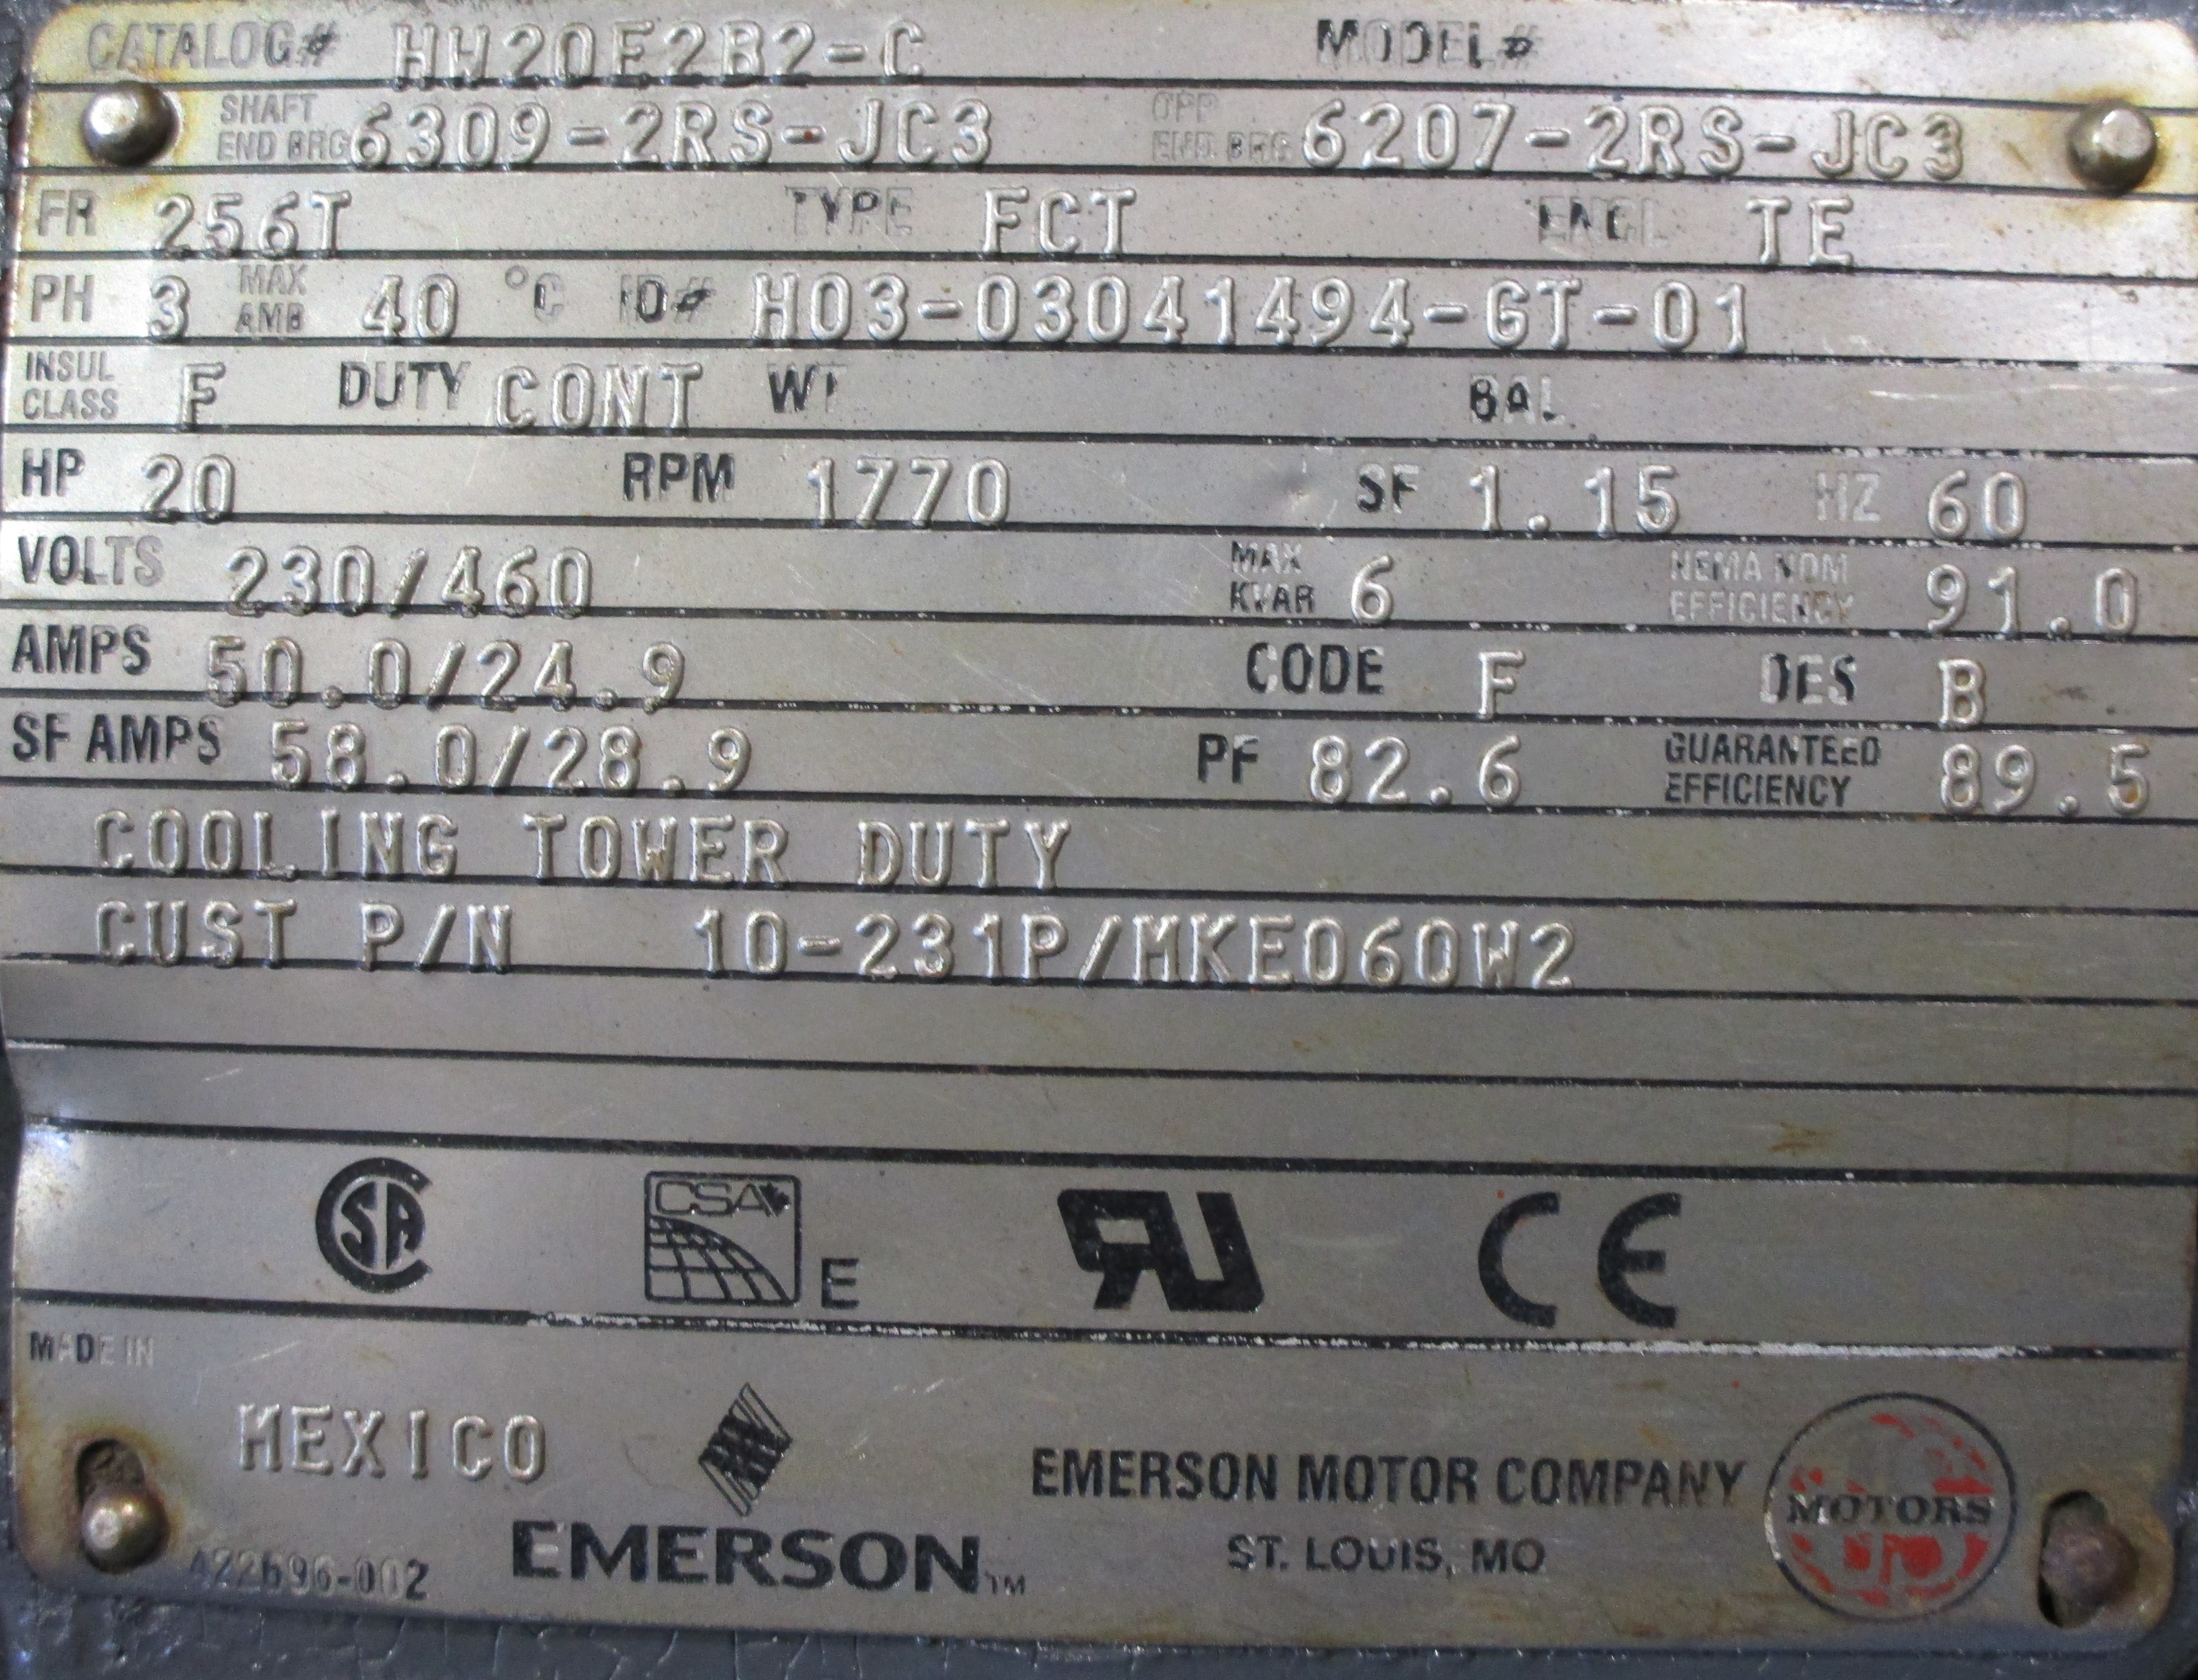 CATALOG# HW20E2B2-C MODEL#
SHAFT END BRG 6309-2RS-JC3 OPP END BRG 6207-2RS-JC3
FR 256T TYPE FCT ENCL TE
PH 3 MAX AMB 40 °C ID# H03-03041494-GT-01
INSUL CLASS F DUTY CONT WT BAL
HP 20 RPM 1770 SF 1.15 HZ 60
VOLTS 230/460 MAX KVAR 6 NEMA NOM EFFICIENCY 91.0
AMPS 50.0/24.9 CODE F DES B
SF AMPS 58.0/28.9 PF 82.6 GUARANTEED EFFICIENCY 89.5
COOLING TOWER DUTY
CUST P/N 10-231P/MKE060W2
CSA CSA E RU CE
MADE IN
MEXICO
EMERSON MOTOR COMPANY
ST. LOUIS, MO
MOTORS
422696-002
EMERSON™